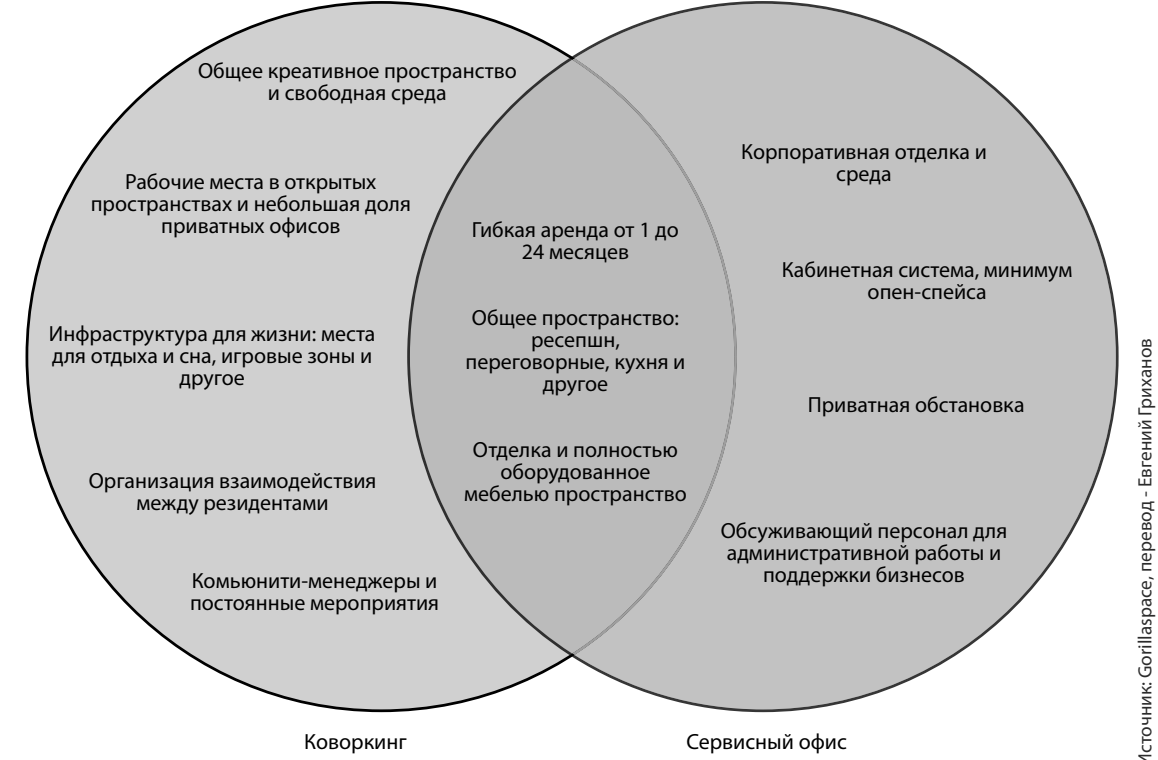 Общее креативное пространство
и свободная среда
Рабочие места в открытых
пространствах и небольшая доля
приватных офисов
Инфраструктура для жизни: места
для отдыха и сна, игровые зоны и
другое
Организация взаимодействия
между резидентами
Комьюнити-менеджеры и
постоянные мероприятия
Гибкая аренда от 1 до
24 месяцев
Общее пространство:
ресепшн,
переговорные, кухня и
другое
Отделка и полностью
оборудованное
мебелью пространство
Корпоративная отделка и
среда
Кабинетная система, минимум
опен-спейса
Приватная обстановка
Обсуживающий персонал для
административной работы и
поддержки бизнесов
Коворкинг
Сервисный офис
Источник: Gorillaspace, перевод - Евгений Гриханов